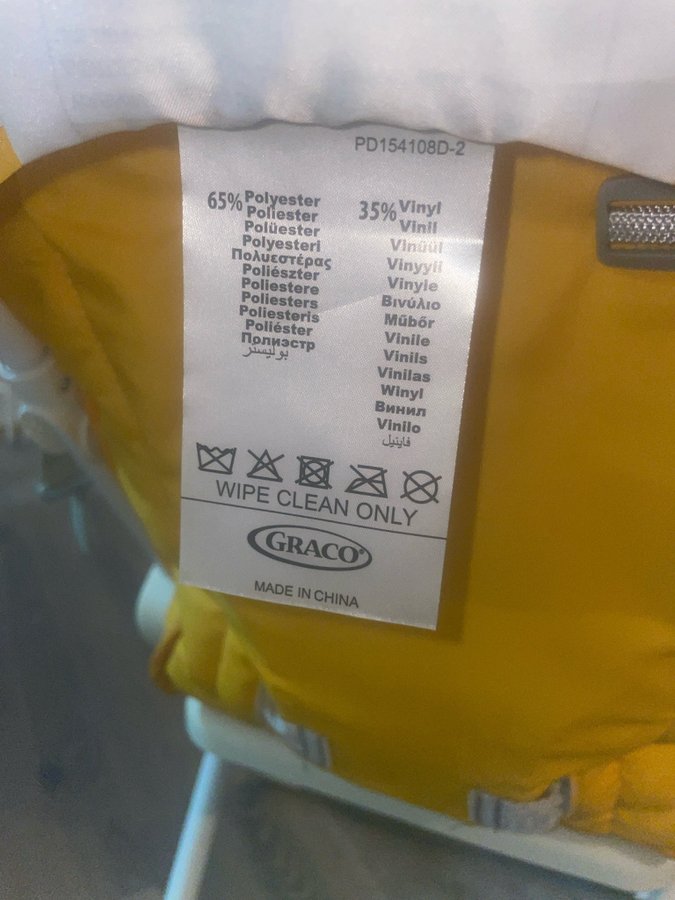 PD154108D-2
65% Polyester
Poliester
Polüester
Polyesteri
Πολυεστέρας
Poliészter
Poliestere
Poliesters
Poliesteris
Poliéster
Полиэстр
بوليستر
35% Vinyl
Vinil
Vinüül
Vinyyli
Vinyle
Βινύλιο
Műbőr
Vinile
Vinils
Vinilas
Winyl
Винил
Vinilo
فاينيل
WIPE CLEAN ONLY
GRACO®
MADE IN CHINA